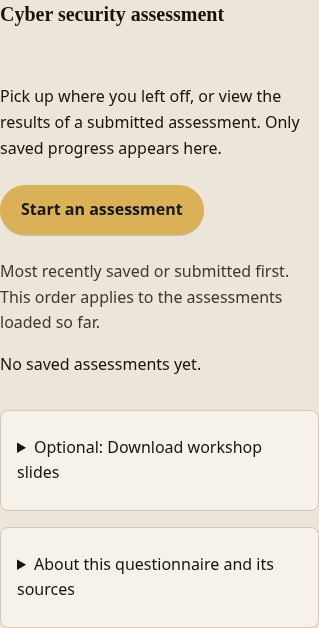 Cyber security assessment
Pick up where you left off, or view the
results of a submitted assessment. Only
saved progress appears here.
Start an assessment
Most recently saved or submitted first.
This order applies to the assessments
loaded so far.
No saved assessments yet.
Optional: Download workshop
slides
About this questionnaire and its
sources